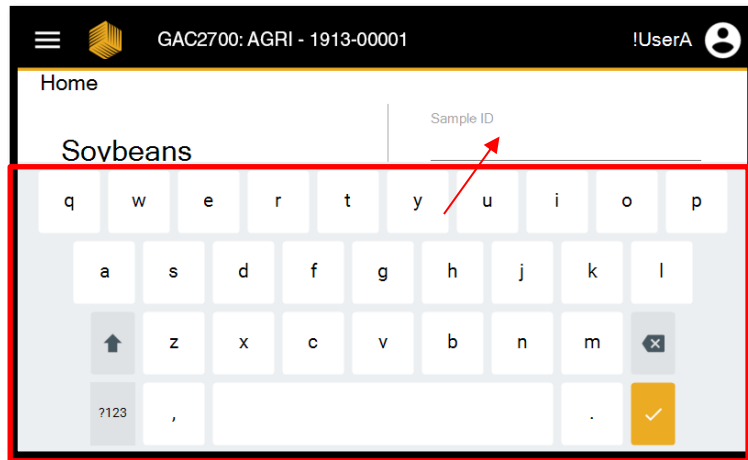 GAC2700: AGRI - 1913-00001 !UserA
Home
Sample ID
Soybeans
q w e r t y u i o p
a s d f g h j k l
z x c v b n m
?123 , .